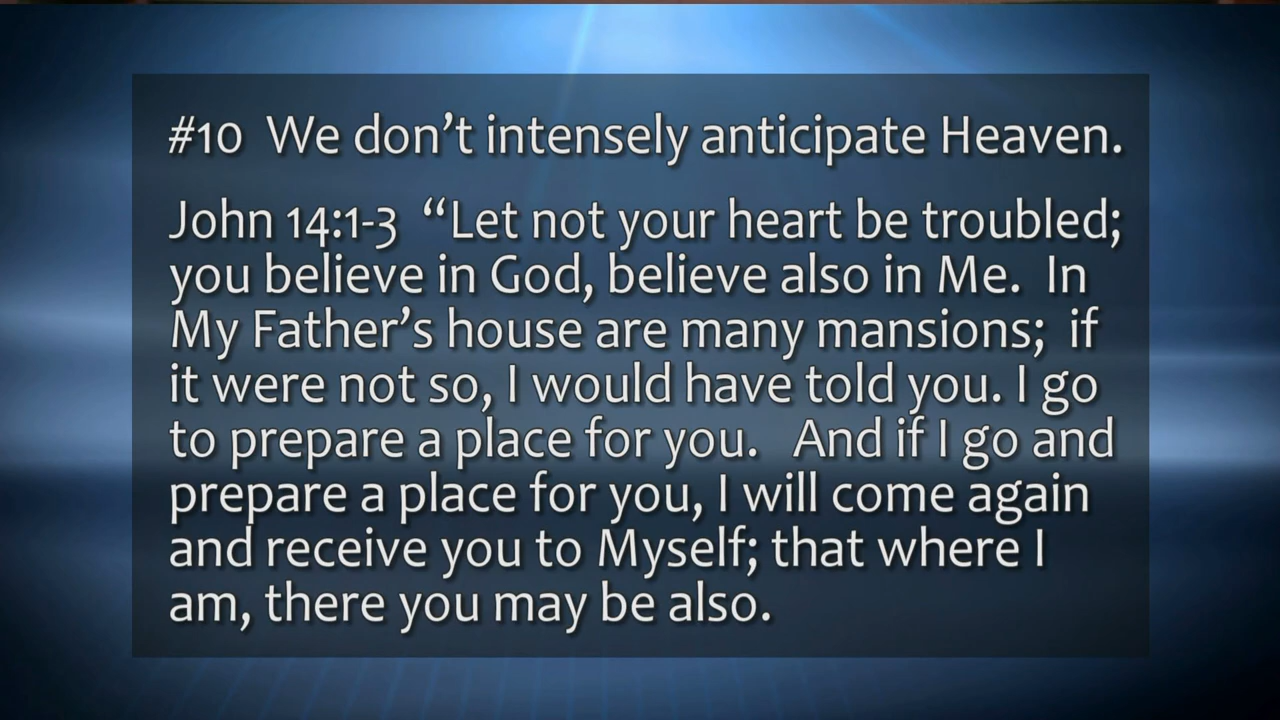 #10  We don’t intensely anticipate Heaven.
John 14:1-3  “Let not your heart be troubled;
you believe in God, believe also in Me.  In
My Father’s house are many mansions;  if
it were not so, I would have told you. I go
to prepare a place for you.   And if I go and
prepare a place for you, I will come again
and receive you to Myself; that where I
am, there you may be also.